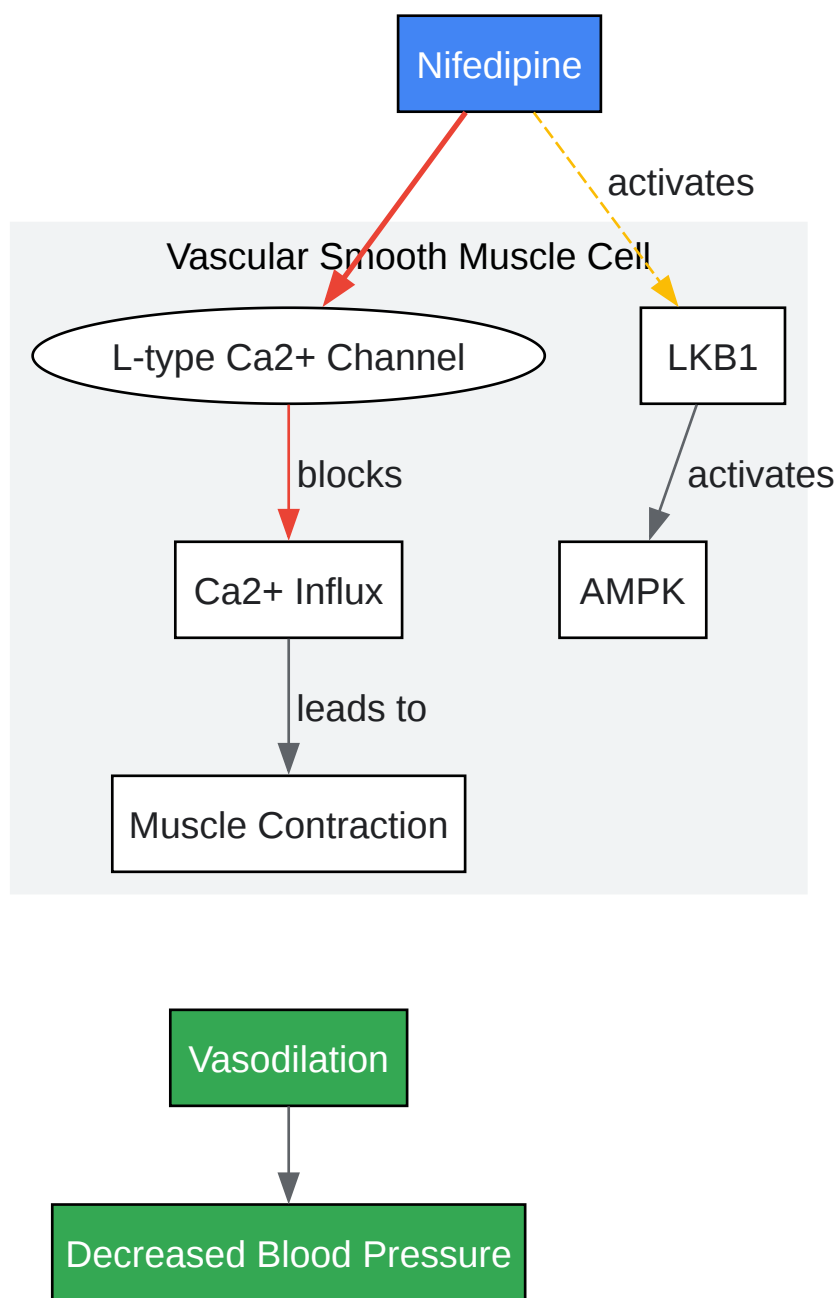 Nifedipine
activates
Vascular Smooth Muscle Cell
L-type Ca2+ Channel
LKB1
blocks
activates
Ca2+ Influx
AMPK
leads to
Muscle Contraction
Vasodilation
Decreased Blood Pressure